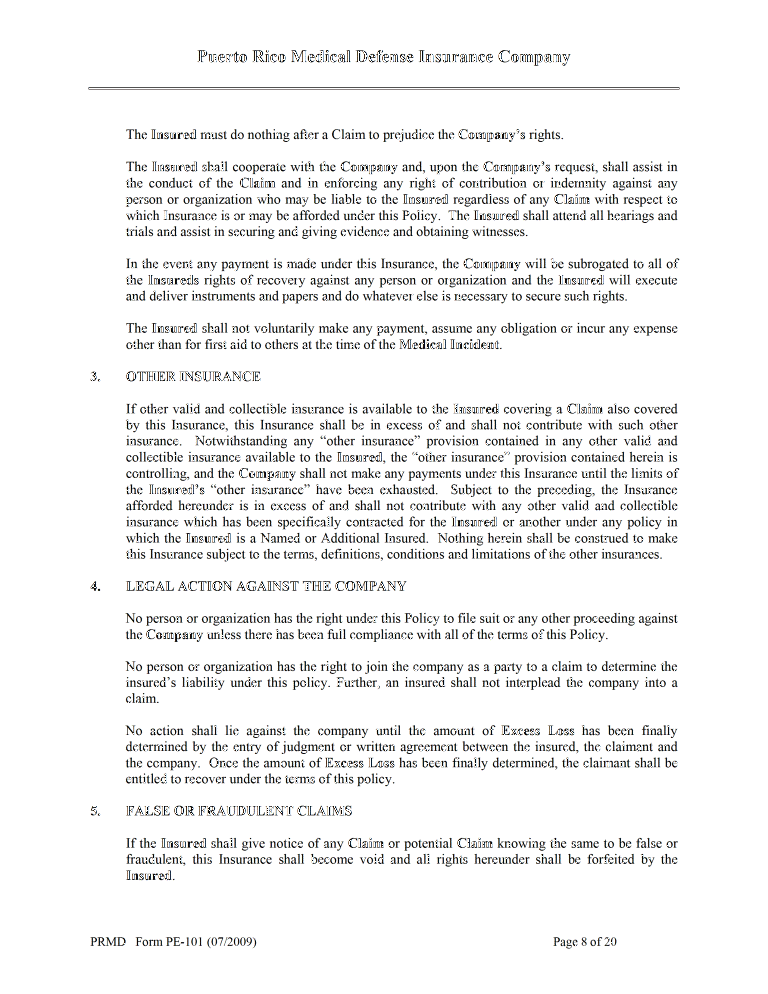 Puerto Rico Medical Defense Insurance Company
The Insured must do nothing after a Claim to prejudice the Company's rights.
The Insured shall cooperate with the Company and, upon the Company's request, shall assist in
the conduct of the Claim and in enforcing any right of contribution or indemnity against any
person or organization who may be liable to the Insured regardless of any Claim with respect to
which Insurance is or may be afforded under this Policy. The Insured shall attend all hearings and
trials and assist in securing and giving evidence and obtaining witnesses.
In the event any payment is made under this Insurance, the Company will be subrogated to all of
the Insureds rights of recovery against any person or organization and the Insured will execute
and deliver instruments and papers and do whatever else is necessary to secure such rights.
The Insured shall not voluntarily make any payment, assume any obligation or incur any expense
other than for first aid to others at the time of the Medical Incident.
3. OTHER INSURANCE
If other valid and collectible insurance is available to the Insured covering a Claim also covered
by this Insurance, this Insurance shall be in excess of and shall not contribute with such other
insurance. Notwithstanding any "other insurance" provision contained in any other valid and
collectible insurance available to the Insured, the "other insurance" provision contained herein is
controlling, and the Company shall not make any payments under this Insurance until the limits of
the Insured's "other insurance" have been exhausted. Subject to the preceding, the Insurance
afforded hereunder is in excess of and shall not contribute with any other valid and collectible
insurance which has been specifically contracted for the Insured or another under any policy in
which the Insured is a Named or Additional Insured. Nothing herein shall be construed to make
this Insurance subject to the terms, definitions, conditions and limitations of the other insurances.
4. LEGAL ACTION AGAINST THE COMPANY
No person or organization has the right under this Policy to file suit or any other proceeding against
the Company unless there has been full compliance with all of the terms of this Policy.
No person or organization has the right to join the company as a party to a claim to determine the
insured's liability under this policy. Further, an insured shall not interplead the company into a
claim.
No action shall lie against the company until the amount of Excess Loss has been finally
determined by the entry of judgment or written agreement between the insured, the claimant and
the company. Once the amount of Excess Loss has been finally determined, the claimant shall be
entitled to recover under the terms of this policy.
5. FALSE OR FRAUDULENT CLAIMS
If the Insured shall give notice of any Claim or potential Claim knowing the same to be false or
fraudulent, this Insurance shall become void and all rights hereunder shall be forfeited by the
Insured.
PRMD Form PE-101 (07/2009) Page 8 of 20